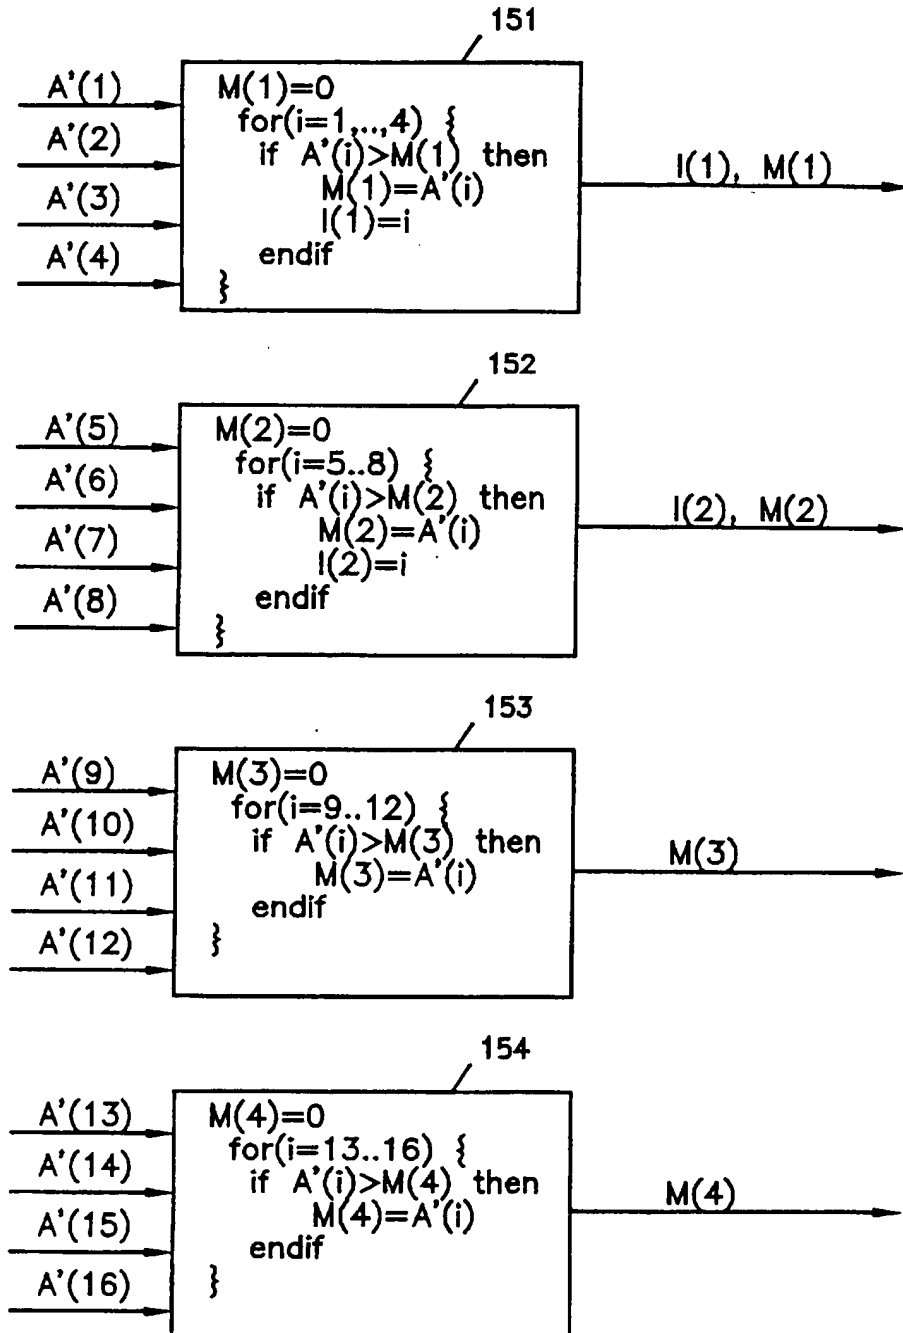 151
A'(1)
A'(2)
A'(3)
A'(4)
M(1)=0
for(i=1,..,4) {
if A'(i)>M(1) then
M(1)=A'(i)
I(1)=i
endif
}
I(1), M(1)
152
A'(5)
A'(6)
A'(7)
A'(8)
M(2)=0
for(i=5..8) {
if A'(i)>M(2) then
M(2)=A'(i)
I(2)=i
endif
}
I(2), M(2)
153
A'(9)
A'(10)
A'(11)
A'(12)
M(3)=0
for(i=9..12) {
if A'(i)>M(3) then
M(3)=A'(i)
endif
}
M(3)
154
A'(13)
A'(14)
A'(15)
A'(16)
M(4)=0
for(i=13..16) {
if A'(i)>M(4) then
M(4)=A'(i)
endif
}
M(4)